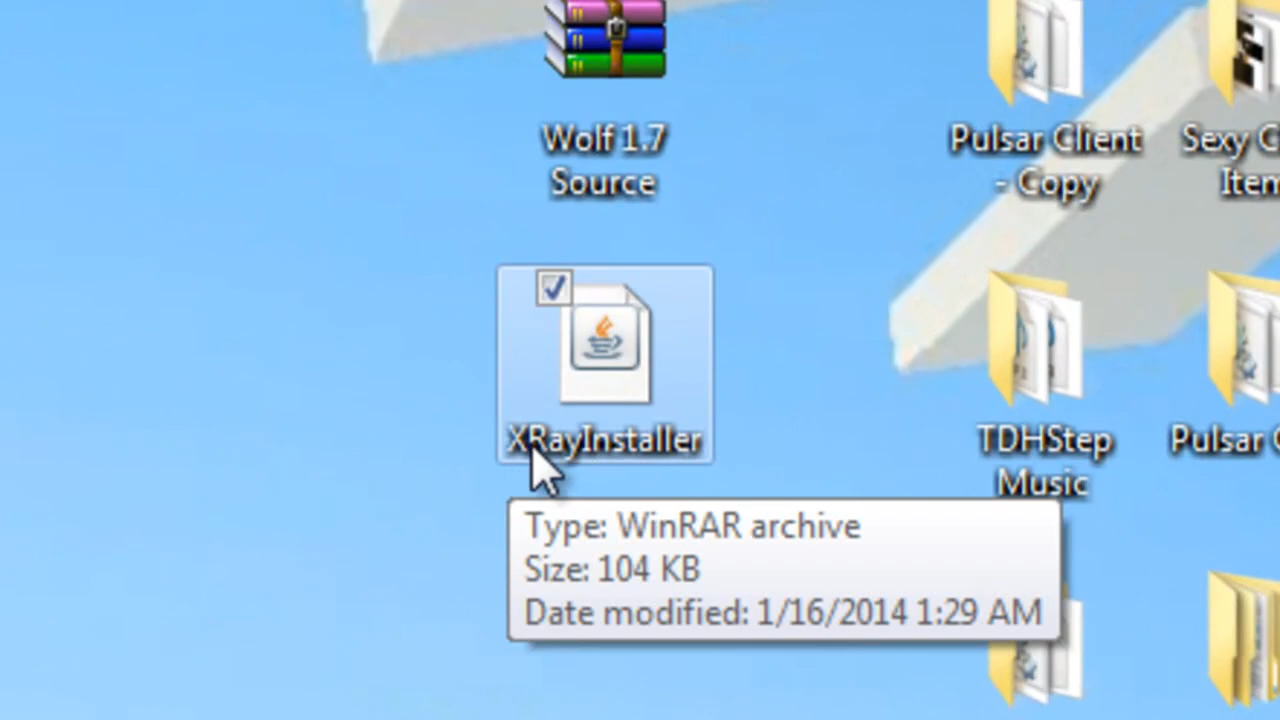 Wolf 1.7
Source
Pulsar Client
- Copy
Sexy
XRayInstaller
TDHStep
Music
Pulsar
Type: WinRAR archive
Size: 104 KB
Date modified: 1/16/2014 1:29 AM